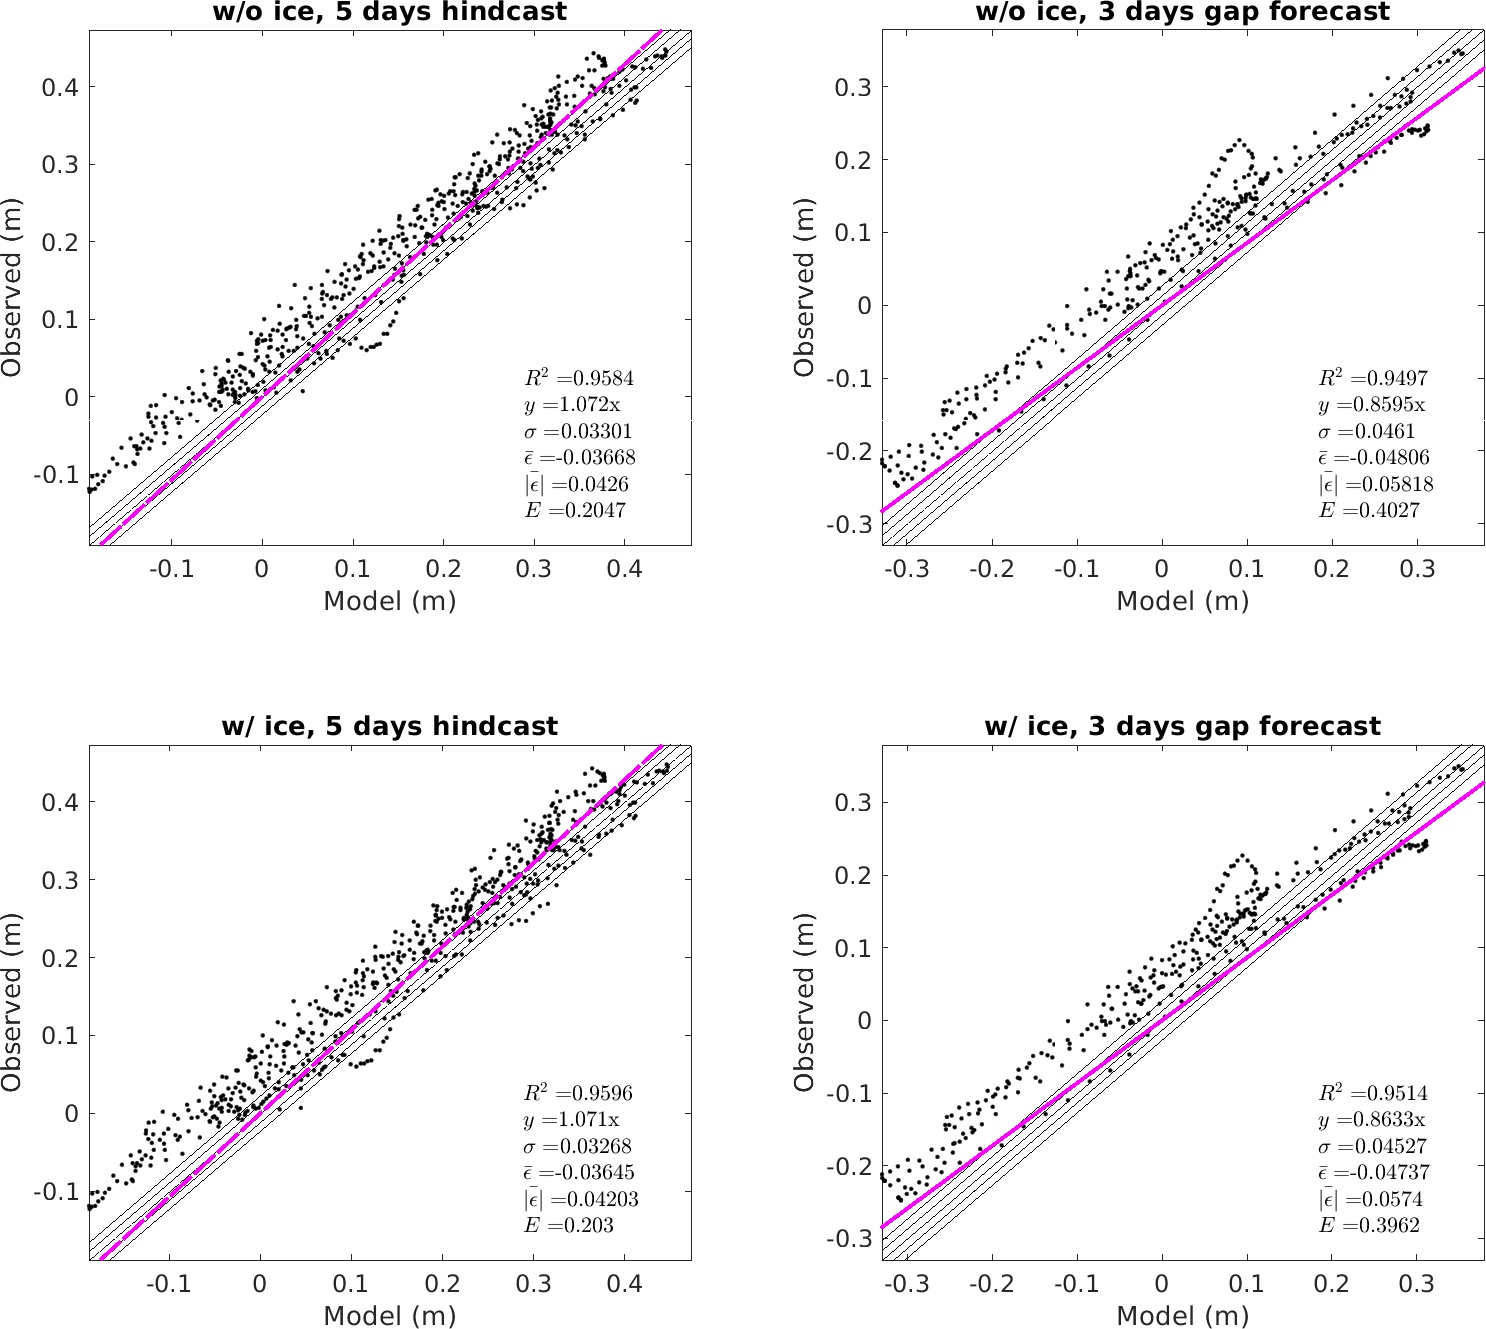 w/o ice, 5 days hindcast
Observed (m)
0.4
0.3
0.2
0.1
0
-0.1
R² =0.9584
y =1.072x
σ =0.03301
ε̄ =-0.03668
|ε̄| =0.0426
E =0.2047
-0.1 0 0.1 0.2 0.3 0.4
Model (m)
w/o ice, 3 days gap forecast
Observed (m)
0.3
0.2
0.1
0
-0.1
-0.2
-0.3
R² =0.9497
y =0.8595x
σ =0.0461
ε̄ =-0.04806
|ε̄| =0.05818
E =0.4027
-0.3 -0.2 -0.1 0 0.1 0.2 0.3
Model (m)
w/ ice, 5 days hindcast
Observed (m)
0.4
0.3
0.2
0.1
0
-0.1
R² =0.9596
y =1.071x
σ =0.03268
ε̄ =-0.03645
|ε̄| =0.04203
E =0.203
-0.1 0 0.1 0.2 0.3 0.4
Model (m)
w/ ice, 3 days gap forecast
Observed (m)
0.3
0.2
0.1
0
-0.1
-0.2
-0.3
R² =0.9514
y =0.8633x
σ =0.04527
ε̄ =-0.04737
|ε̄| =0.0574
E =0.3962
-0.3 -0.2 -0.1 0 0.1 0.2 0.3
Model (m)